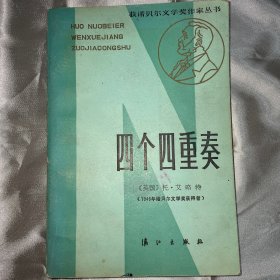 获诺贝尔文学奖作家丛书
HUO NUOBEIER
WENXUEJIANG
ZUOJIACONGSHU
四个四重奏
〔英国〕托·艾略特
（1948年诺贝尔文学奖获得者）
漓江出版社